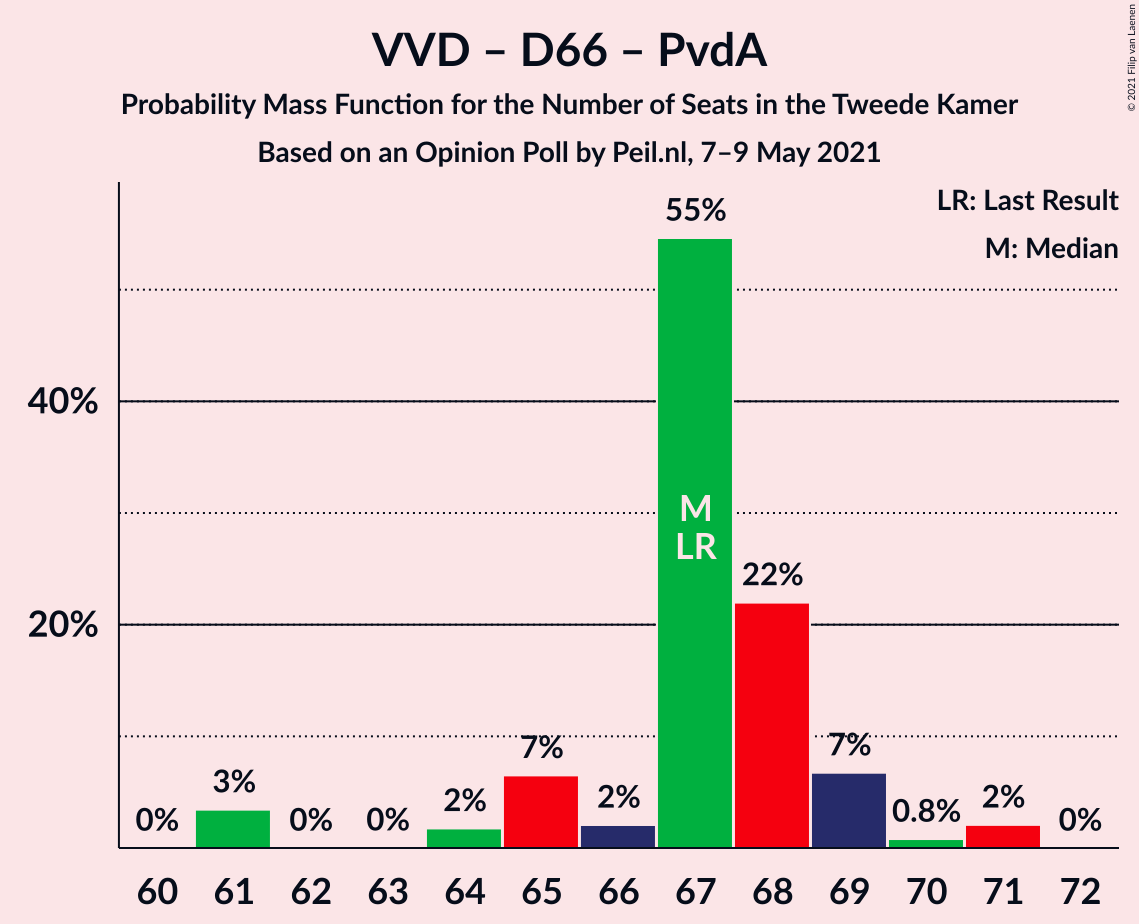 VVD – D66 – PvdA
Probability Mass Function for the Number of Seats in the Tweede Kamer
Based on an Opinion Poll by Peil.nl, 7–9 May 2021
© 2021 Filip van Laenen
LR: Last Result
M: Median
55%
40%
M
LR
22%
20%
7%
7%
3%
2%
2%
2%
0.8%
0%
0%
0%
0%
60 61 62 63 64 65 66 67 68 69 70 71 72